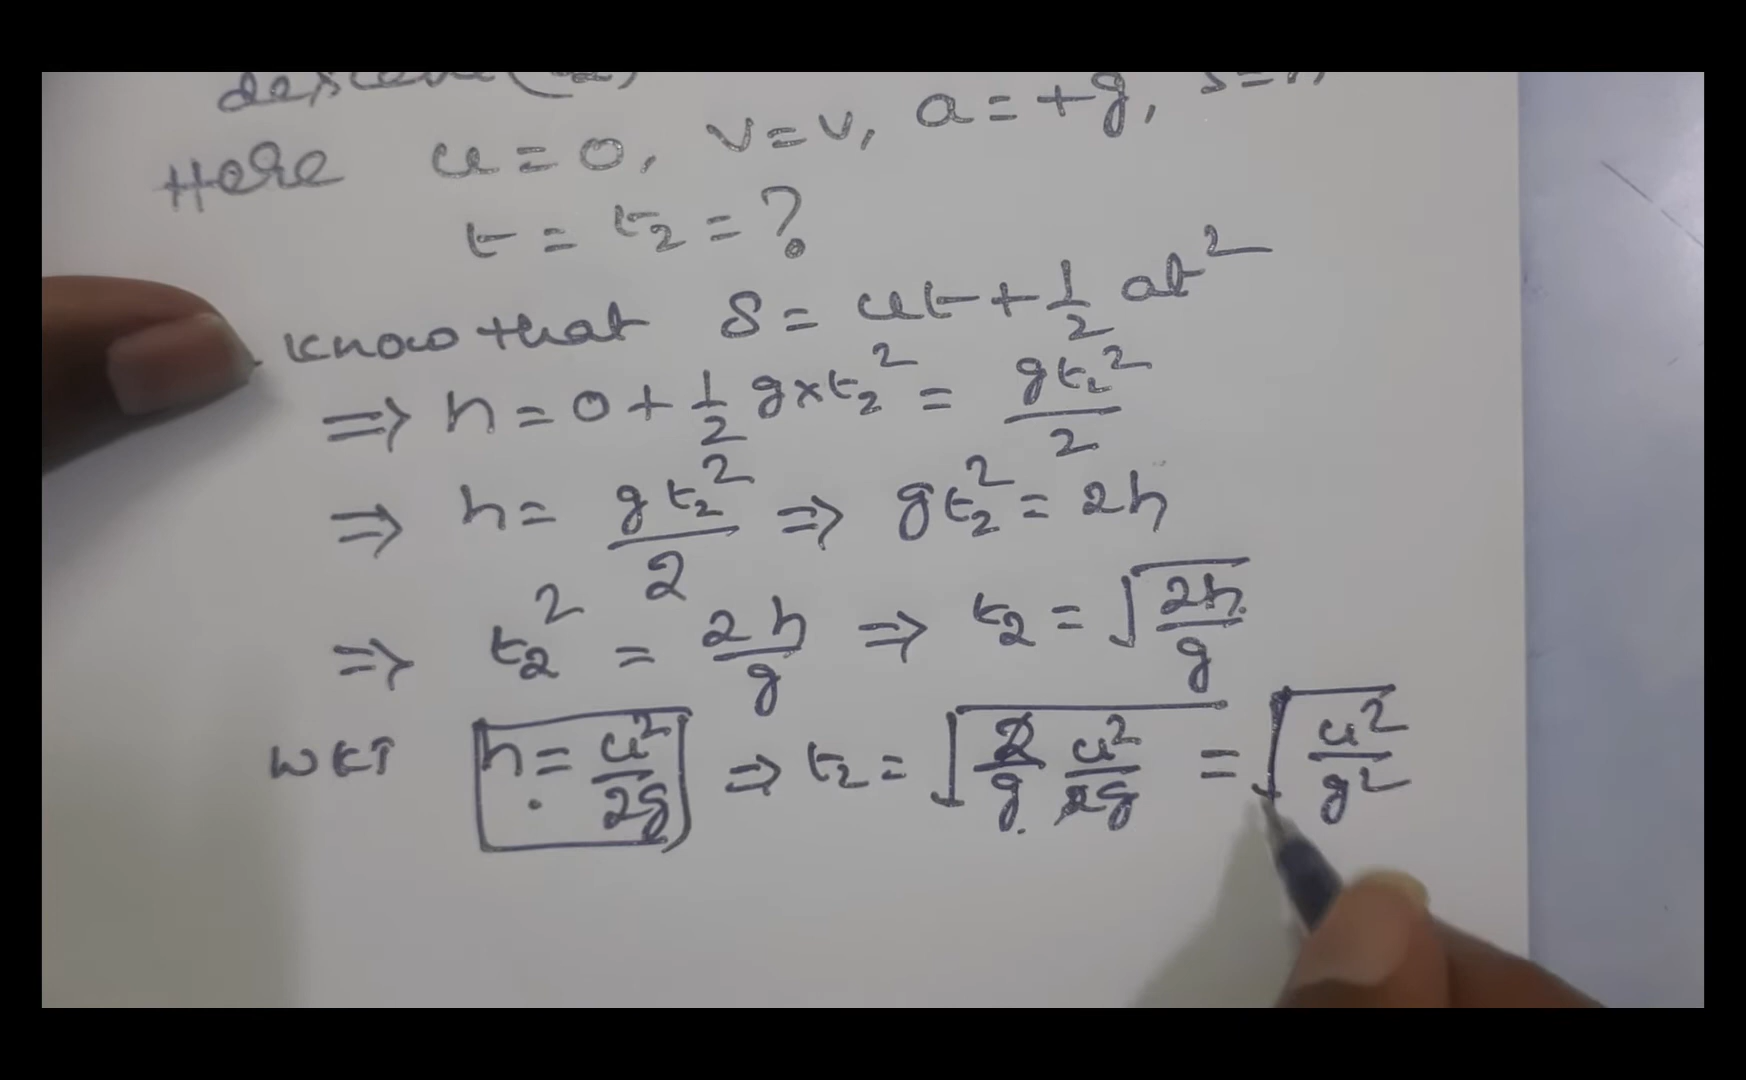 Here u = 0, v = v, a = +g, s = h
t = t₂ = ?
know that S = ut + 1/2 at²
⇒ h = 0 + 1/2 g × t₂² = gt₂²/2
⇒ h = gt₂²/2 ⇒ gt₂² = 2h
⇒ t₂² = 2h/g ⇒ t₂ = √(2h/g)
WKT h = u²/2g ⇒ t₂ = √(2/g u²/2g) = √(u²/g²)